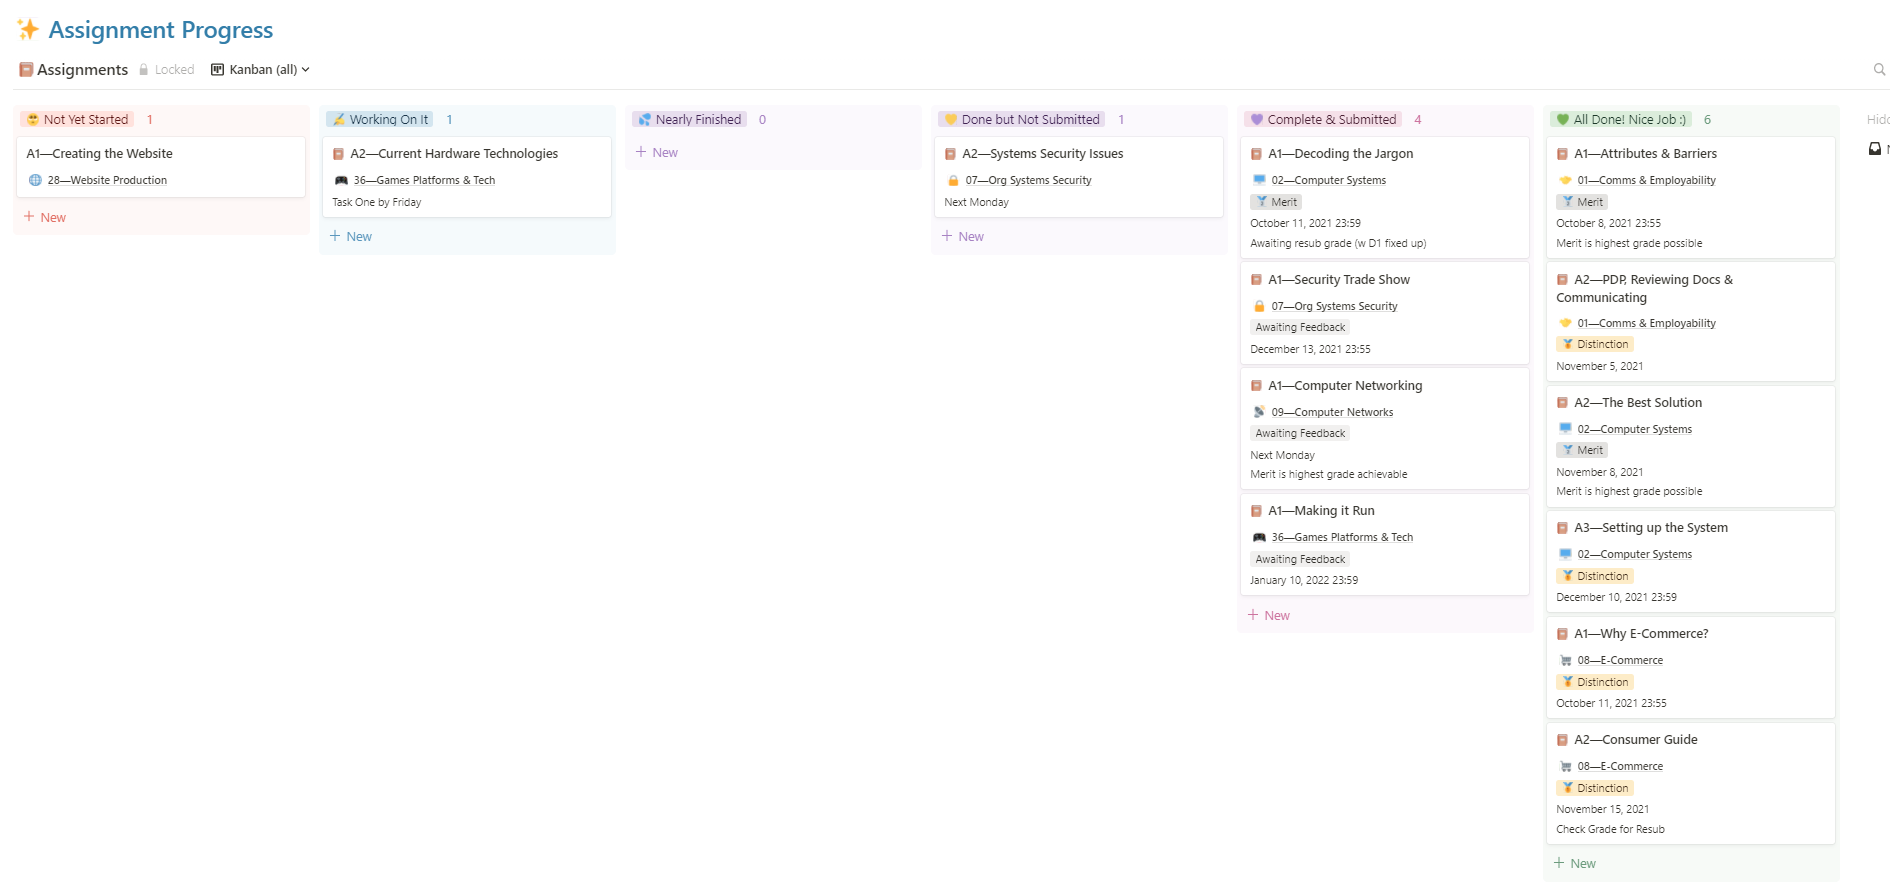 Assignment Progress
Assignments Locked Kanban (all)
Not Yet Started 1
A1—Creating the Website
28—Website Production
+ New
Working On It 1
A2—Current Hardware Technologies
36—Games Platforms & Tech
Task One by Friday
+ New
Nearly Finished 0
+ New
Done but Not Submitted 1
A2—Systems Security Issues
07—Org Systems Security
Next Monday
+ New
Complete & Submitted 4
A1—Decoding the Jargon
02—Computer Systems
Merit
October 11, 2021 23:59
Awaiting resub grade (w D1 fixed up)
A1—Security Trade Show
07—Org Systems Security
Awaiting Feedback
December 13, 2021 23:55
A1—Computer Networking
09—Computer Networks
Awaiting Feedback
Next Monday
Merit is highest grade achievable
A1—Making it Run
36—Games Platforms & Tech
Awaiting Feedback
January 10, 2022 23:59
+ New
All Done! Nice Job :) 6
A1—Attributes & Barriers
01—Comms & Employability
Merit
October 8, 2021 23:55
Merit is highest grade possible
A2—PDP, Reviewing Docs &
Communicating
01—Comms & Employability
Distinction
November 5, 2021
A2—The Best Solution
02—Computer Systems
Merit
November 8, 2021
Merit is highest grade possible
A3—Setting up the System
02—Computer Systems
Distinction
December 10, 2021 23:59
A1—Why E-Commerce?
08—E-Commerce
Distinction
October 11, 2021 23:55
A2—Consumer Guide
08—E-Commerce
Distinction
November 15, 2021
Check Grade for Resub
+ New